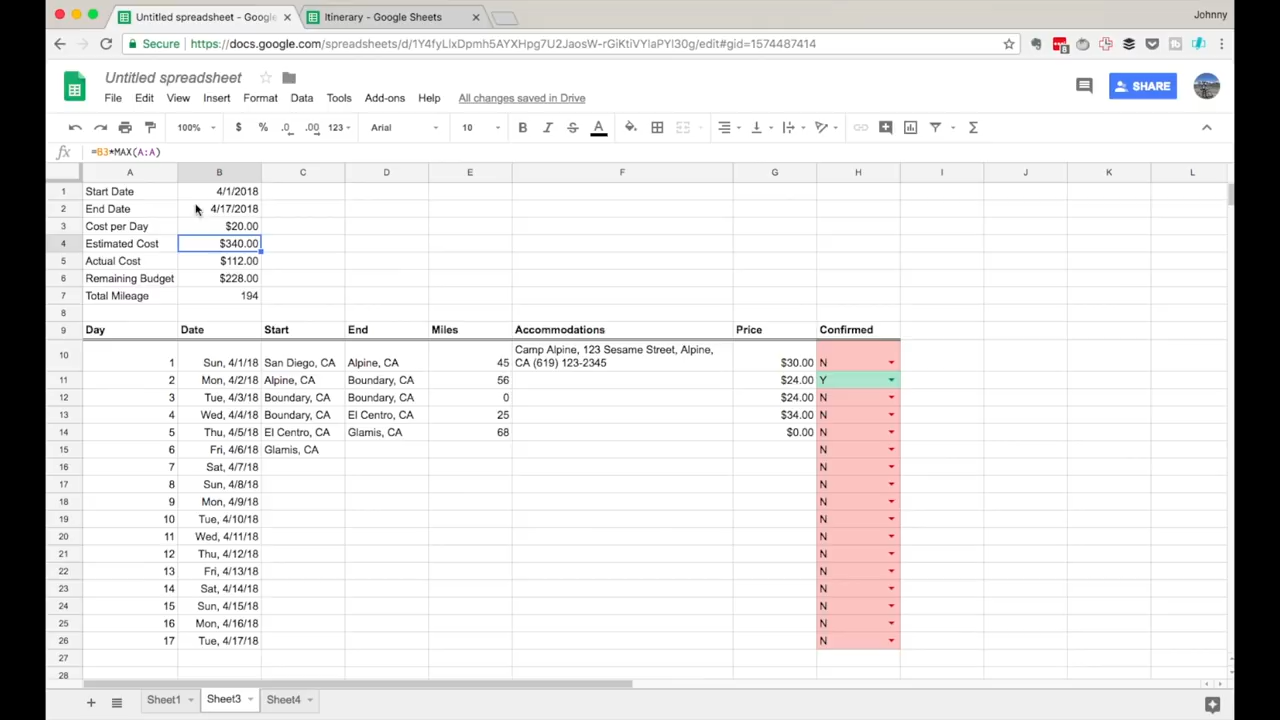 Untitled spreadsheet - Google
Itinerary - Google Sheets
Johnny
Secure
Untitled spreadsheet
File Edit View Insert Format Data Tools Add-ons Help All changes saved in Drive
SHARE
100% $ % .0 .00 123 Arial 10
fx =B3*MAX(A:A)
A B C D E F G H I J K L
1 Start Date 4/1/2018
2 End Date 4/17/2018
3 Cost per Day $20.00
4 Estimated Cost $340.00
5 Actual Cost $112.00
6 Remaining Budget $228.00
7 Total Mileage 194
8
9 Day Date Start End Miles Accommodations Price Confirmed
Camp Alpine, 123 Sesame Street, Alpine,
10 1 Sun, 4/1/18 San Diego, CA Alpine, CA 45 CA (619) 123-2345 $30.00 N
11 2 Mon, 4/2/18 Alpine, CA Boundary, CA 56 $24.00 Y
12 3 Tue, 4/3/18 Boundary, CA Boundary, CA 0 $24.00 N
13 4 Wed, 4/4/18 Boundary, CA El Centro, CA 25 $34.00 N
14 5 Thu, 4/5/18 El Centro, CA Glamis, CA 68 $0.00 N
15 6 Fri, 4/6/18 Glamis, CA N
16 7 Sat, 4/7/18 N
17 8 Sun, 4/8/18 N
18 9 Mon, 4/9/18 N
19 10 Tue, 4/10/18 N
20 11 Wed, 4/11/18 N
21 12 Thu, 4/12/18 N
22 13 Fri, 4/13/18 N
23 14 Sat, 4/14/18 N
24 15 Sun, 4/15/18 N
25 16 Mon, 4/16/18 N
26 17 Tue, 4/17/18 N
27
28
Sheet1 Sheet3 Sheet4